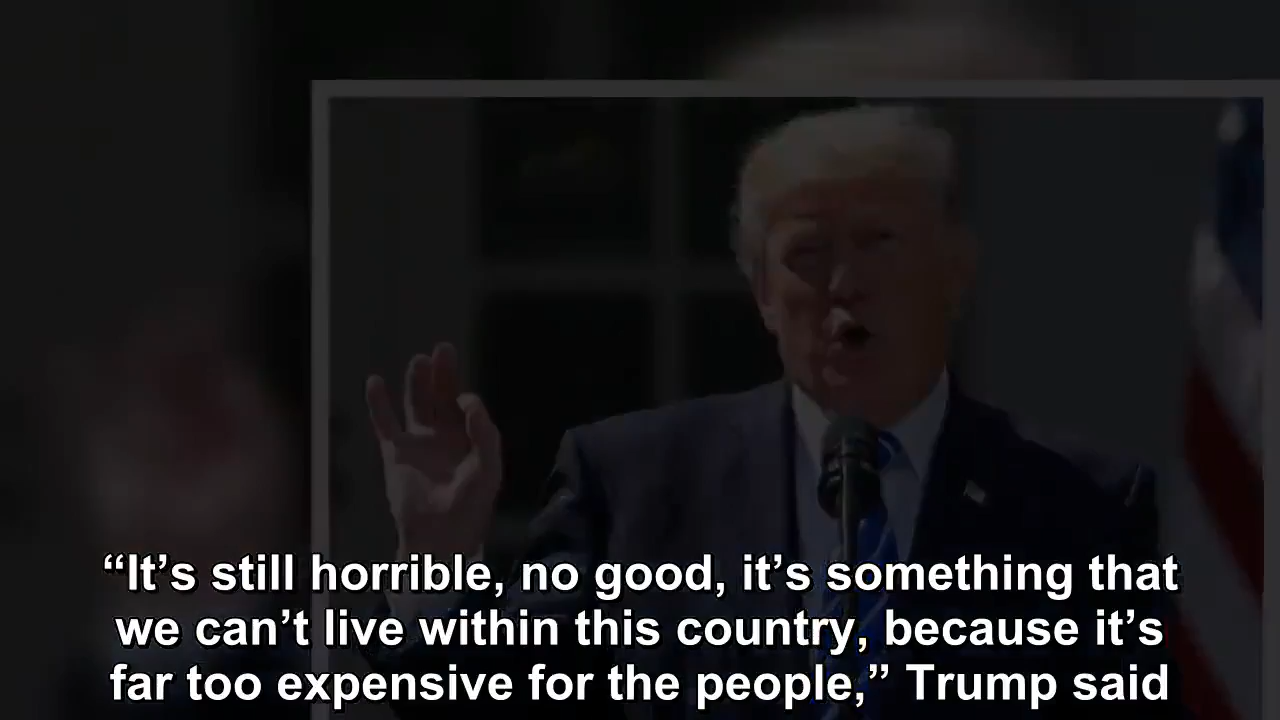 “It’s still horrible, no good, it’s something that
we can’t live within this country, because it’s
far too expensive for the people,” Trump said